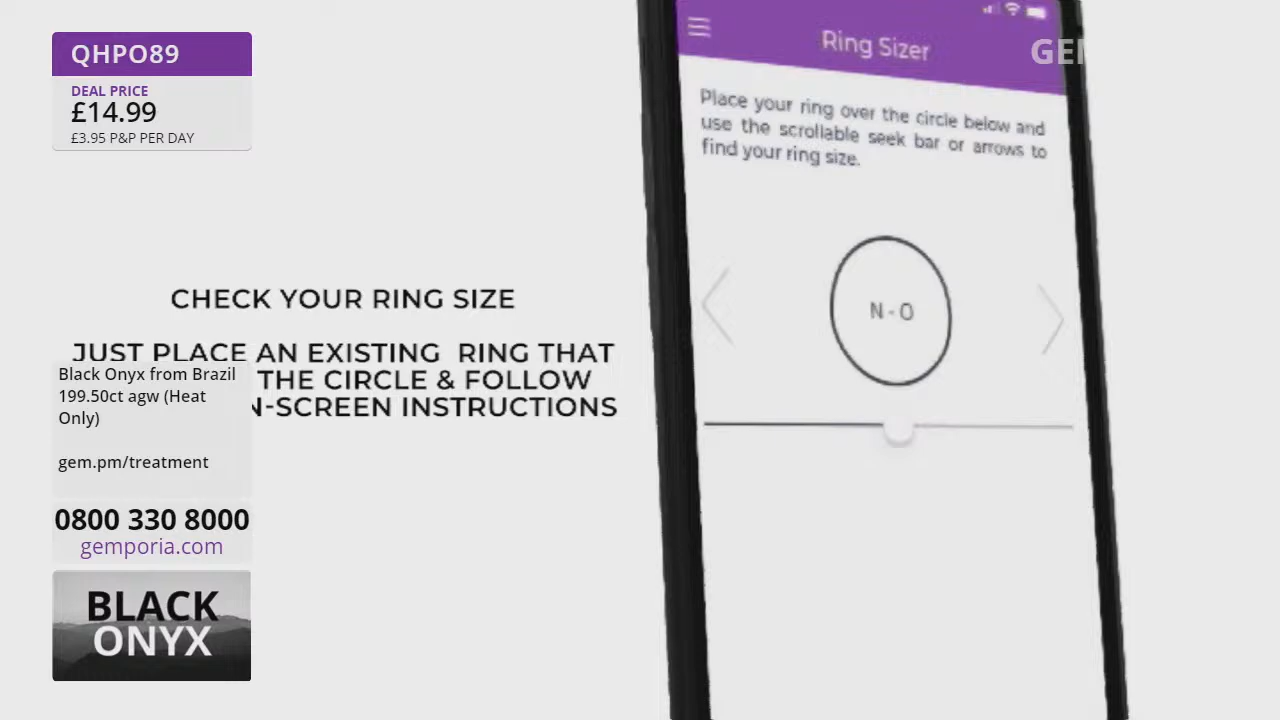 QHPO89
DEAL PRICE
£14.99
£3.95 P&P PER DAY
CHECK YOUR RING SIZE
JUST PLACE AN EXISTING RING THAT
THE CIRCLE & FOLLOW
N-SCREEN INSTRUCTIONS
Black Onyx from Brazil
199.50ct agw (Heat
Only)
gem.pm/treatment
0800 330 8000
gemporia.com
BLACK
ONYX
Ring Sizer
GEM
Place your ring over the circle below and
use the scrollable seek bar or arrows to
find your ring size.
N - O